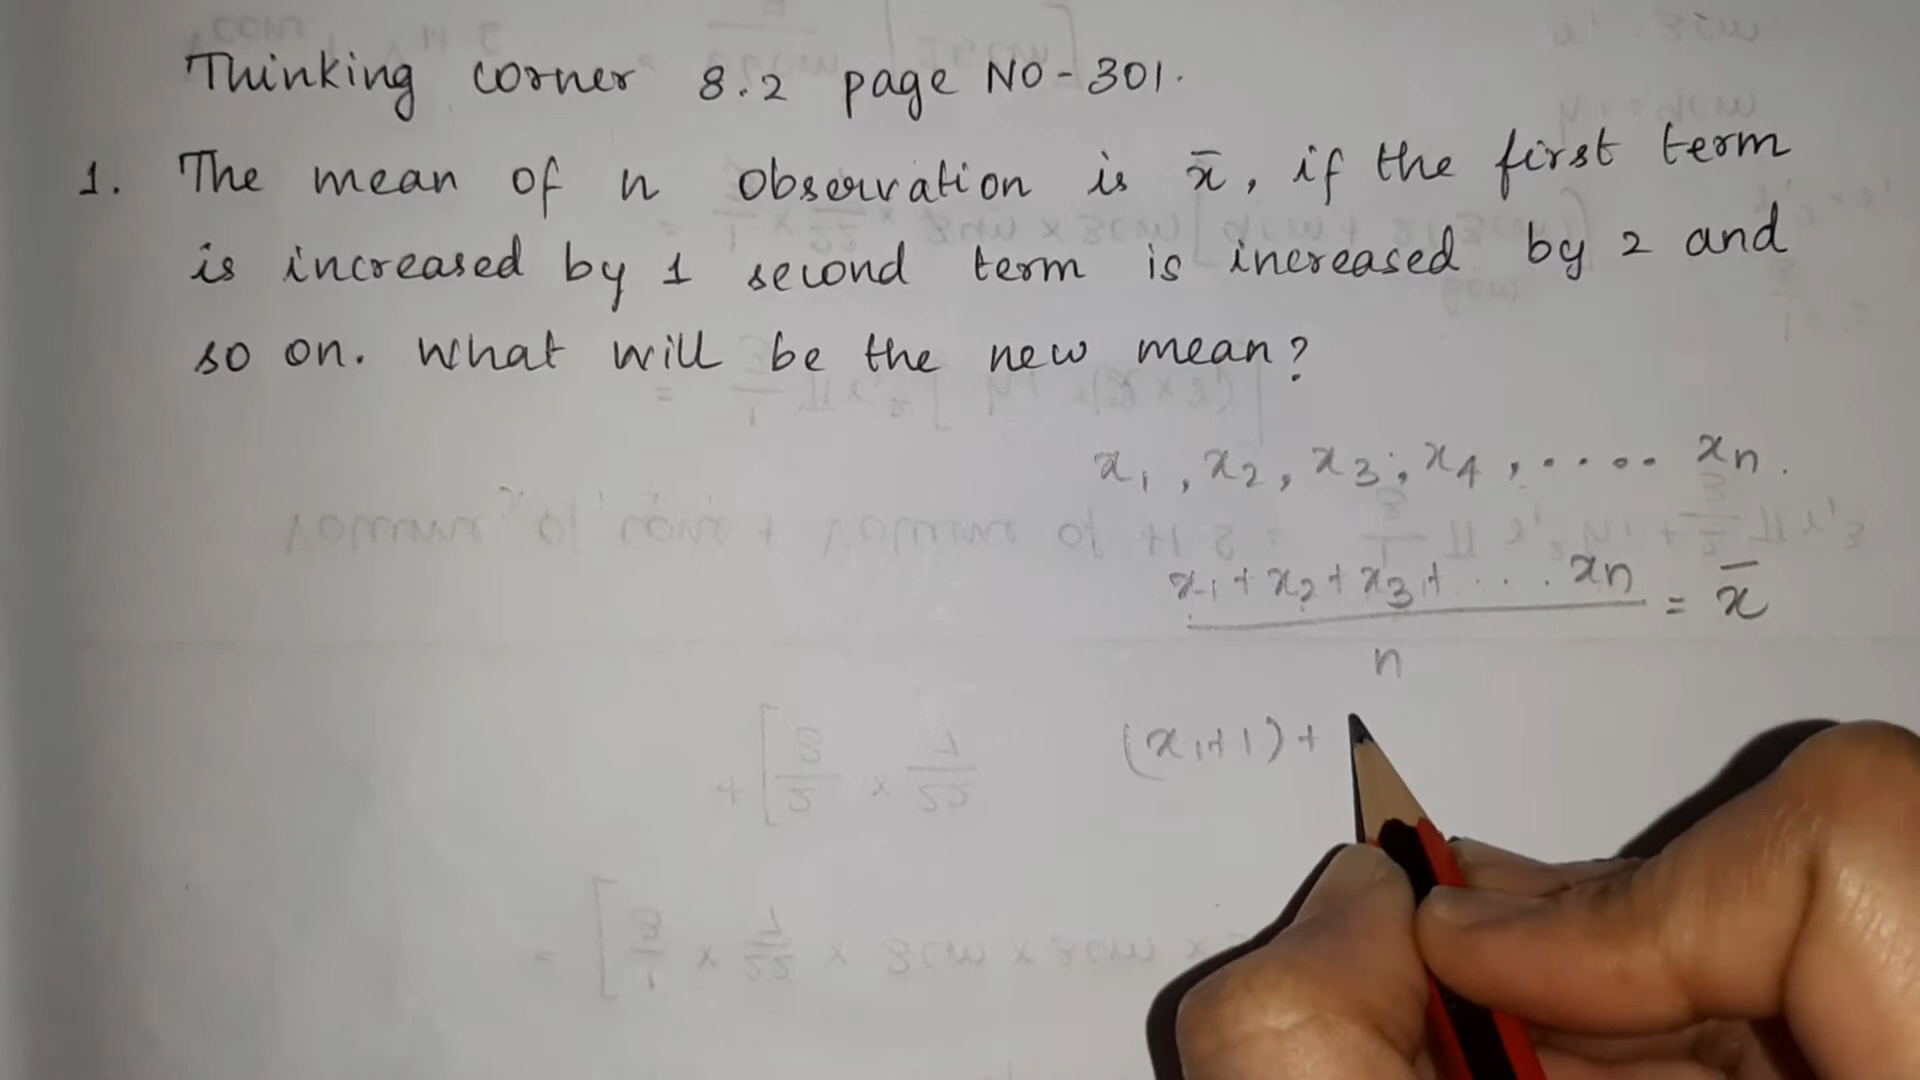 Thinking corner 8.2 page NO-301.
1. The mean of n observation is x̄, if the first term
is increased by 1 second term is increased by 2 and
so on. What will be the new mean?
x₁, x₂, x₃, x₄, ..... xₙ.
x₁ + x₂ + x₃ + ... xₙ = x̄
n
(x₁+1) +